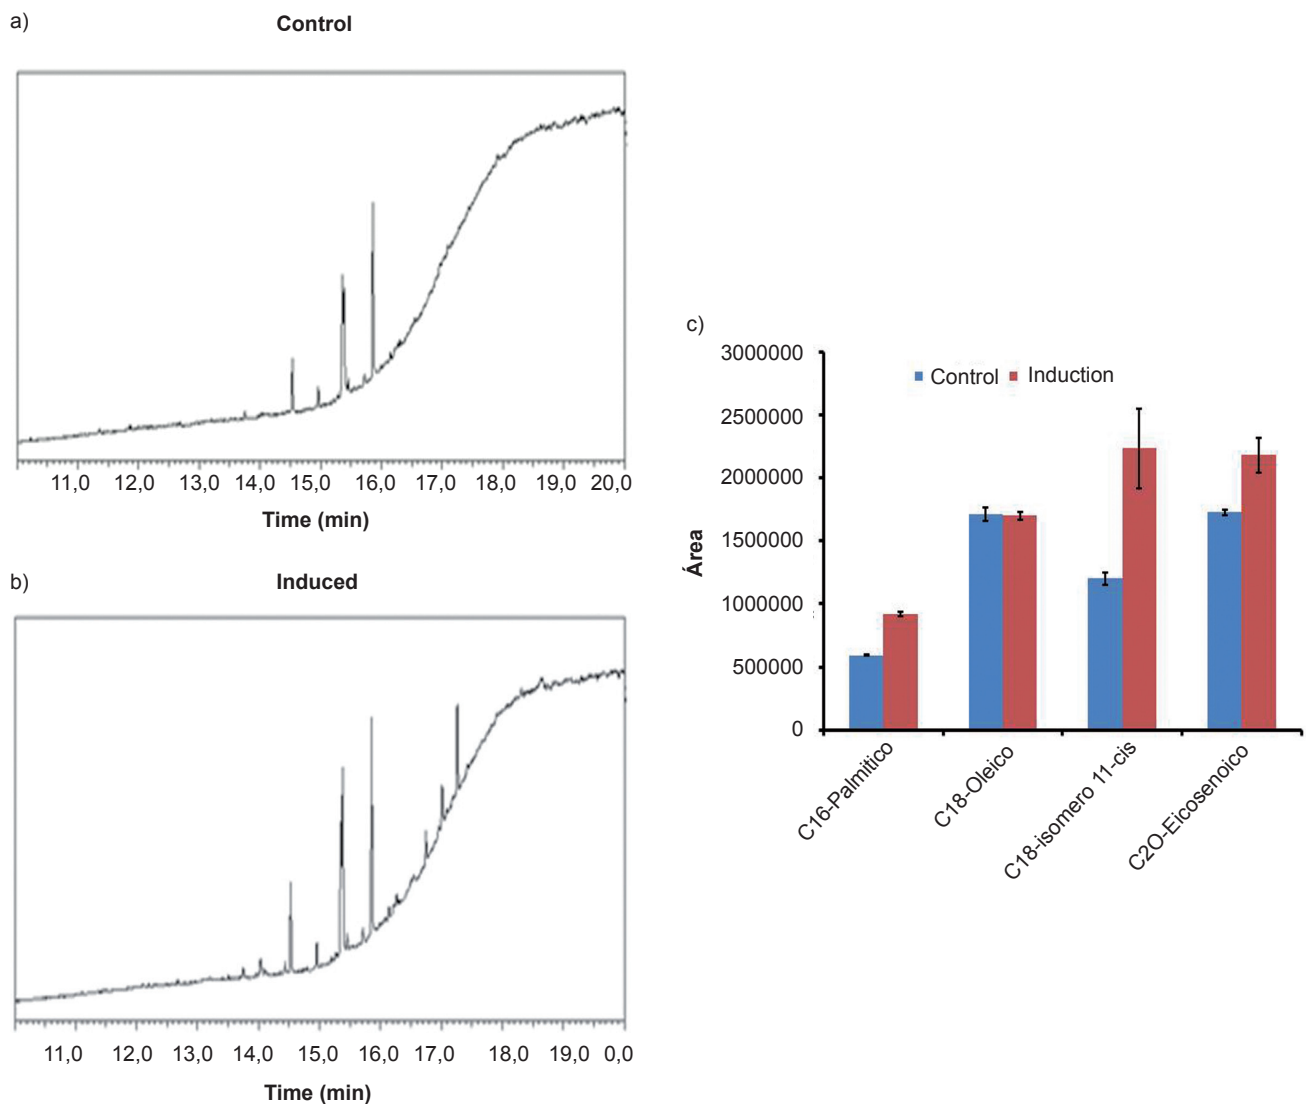 a)
Control
11,0 12,0 13,0 14,0 15,0 16,0 17,0 18,0 19,0 20,0
Time (min)
b)
Induced
11,0 12,0 13,0 14,0 15,0 16,0 17,0 18,0 19,0 0,0
Time (min)
c)
Control Induction
3000000
2500000
2000000
1500000
1000000
500000
0
Área
C16-Palmitico
C18-Oleico
C18-isomero 11-cis
C2O-Eicosenoico